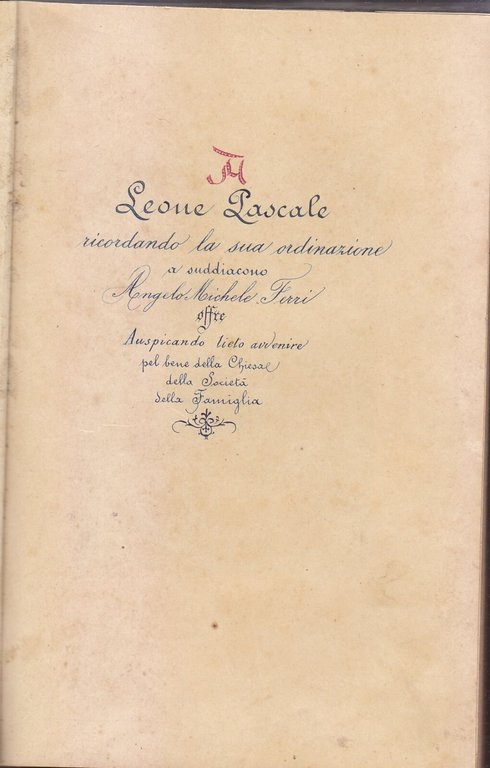 A
Leone Pascale
ricordando la sua ordinazione
a suddiacono
Angelo Michele Ferri
offre
Auspicando lieto avvenire
pel bene della Chiesa
della Società
della Famiglia